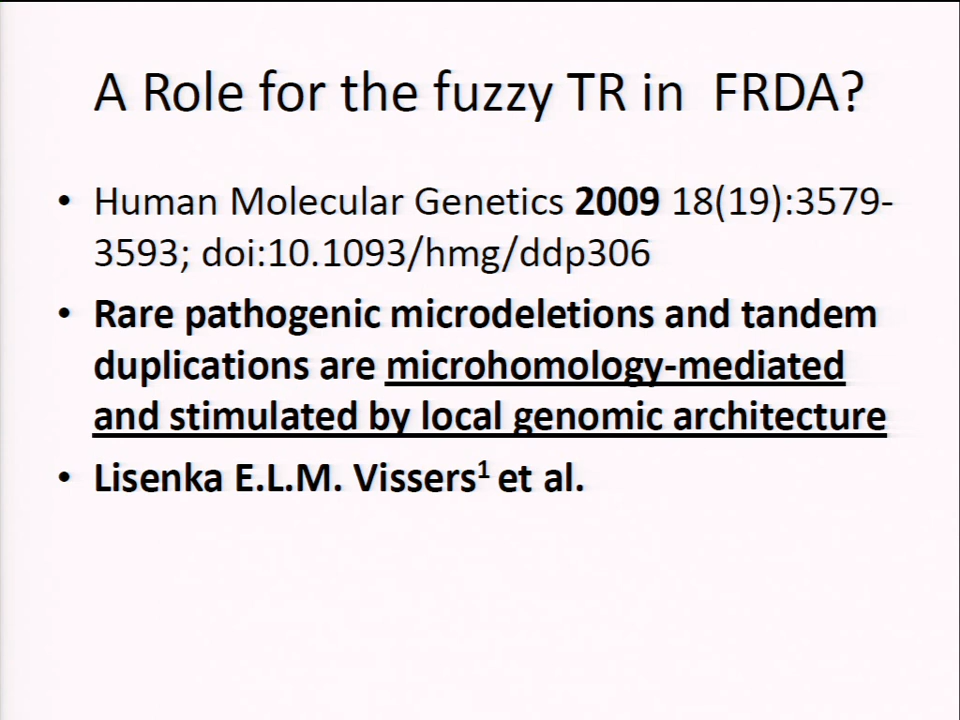 A Role for the fuzzy TR in FRDA?
• Human Molecular Genetics 2009 18(19):3579-
3593; doi:10.1093/hmg/ddp306
• Rare pathogenic microdeletions and tandem
duplications are microhomology-mediated
and stimulated by local genomic architecture
• Lisenka E.L.M. Vissers¹ et al.